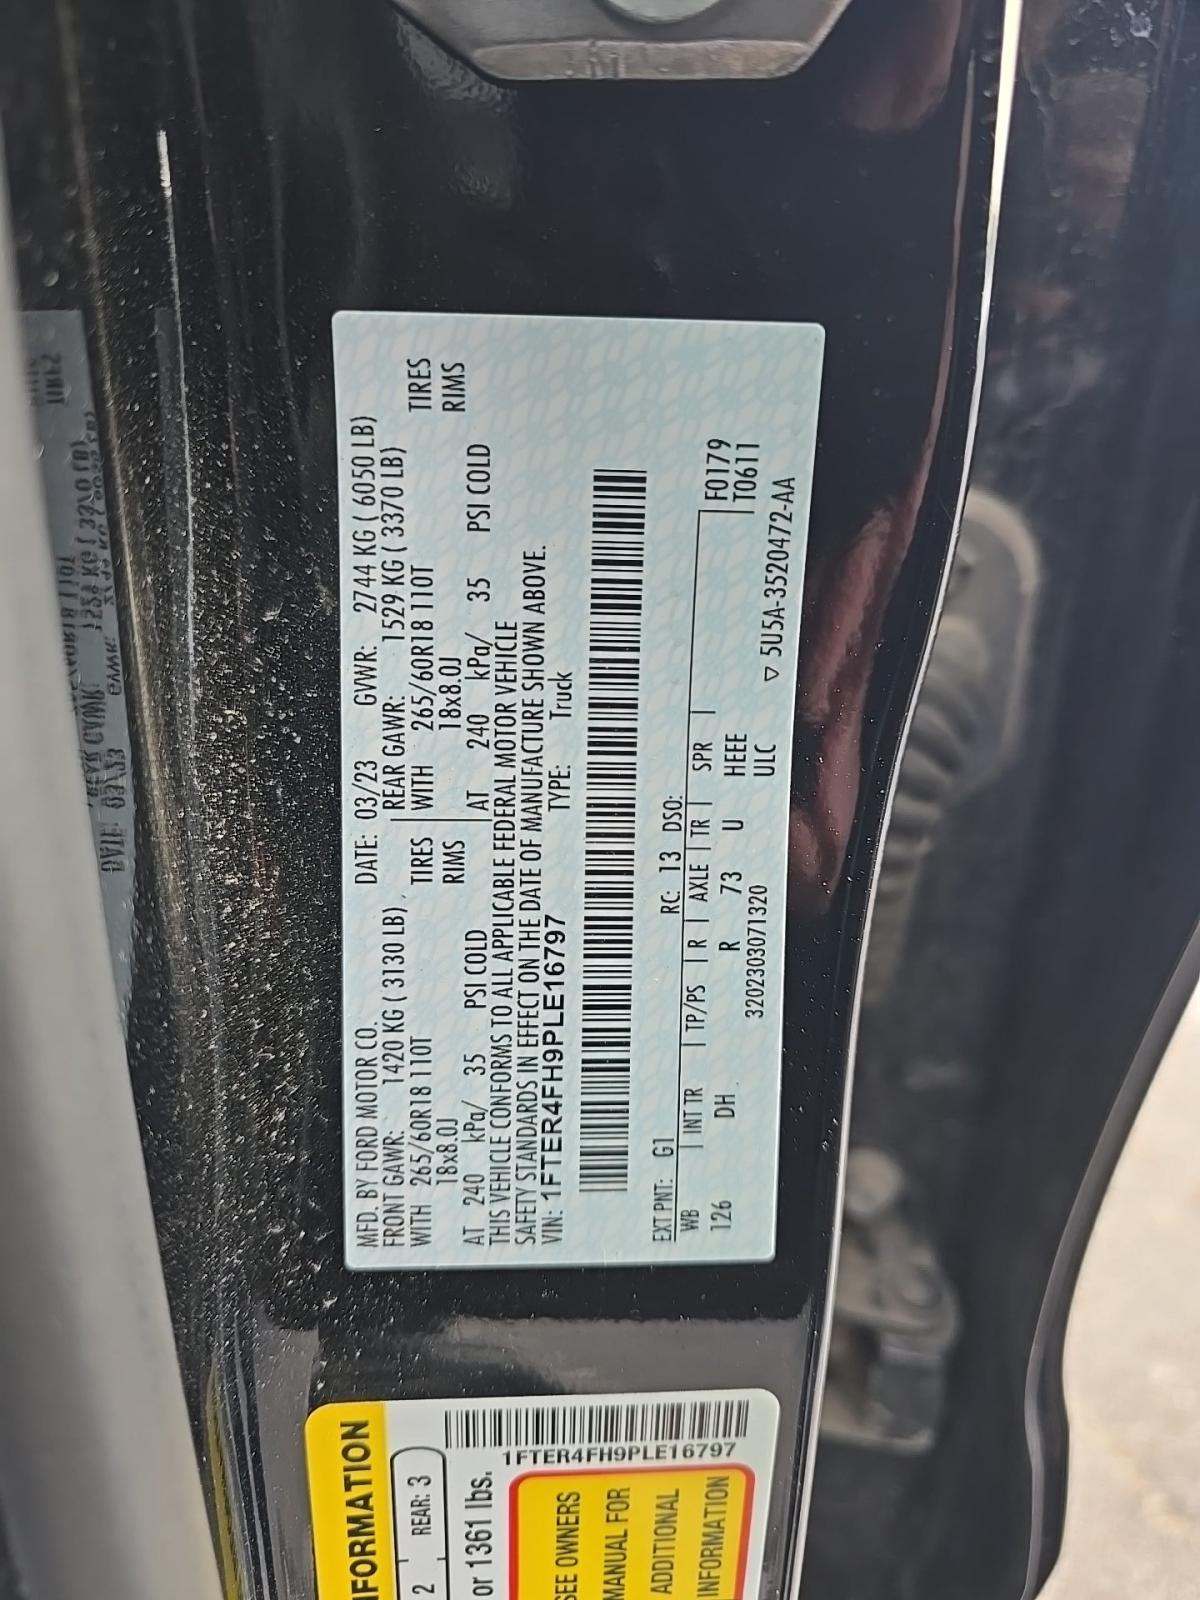 MFD. BY FORD MOTOR CO.
DATE: 03/23 GVWR: 2744 KG ( 6050 LB)
FRONT GAWR: 1420 KG ( 3130 LB) REAR GAWR: 1529 KG ( 3370 LB)
WITH 265/60R18 110T TIRES WITH 265/60R18 110T TIRES
18x8.0J RIMS 18x8.0J RIMS
AT 240 kPa/ 35 PSI COLD AT 240 kPa/ 35 PSI COLD
THIS VEHICLE CONFORMS TO ALL APPLICABLE FEDERAL MOTOR VEHICLE
SAFETY STANDARDS IN EFFECT ON THE DATE OF MANUFACTURE SHOWN ABOVE.
VIN: 1FTER4FH9PLE16797 TYPE: Truck
EXT PNT: G1 RC: 13 DSO:
WB INT TR TP/PS R AXLE TR SPR F0179
126 DH R 73 U HEEE T0611
ULC
3202303071320 ▽ 5U5A-3520472-AA
INFORMATION
2 REAR: 3
or 1361 lbs.
1FTER4FH9PLE16797
SEE OWNERS
MANUAL FOR
ADDITIONAL
INFORMATION